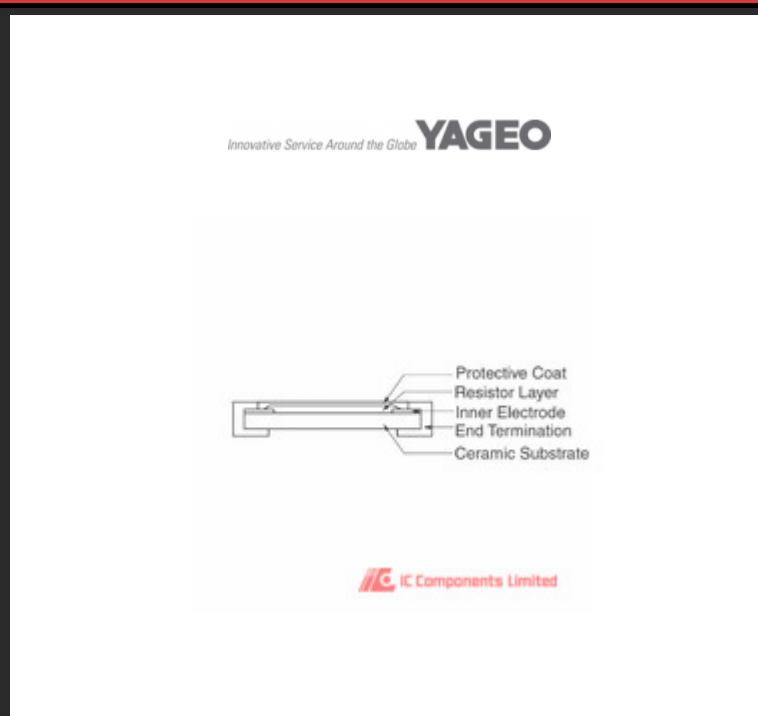 Innovative Service Around the Globe YAGEO
Protective Coat
Resistor Layer
Inner Electrode
End Termination
Ceramic Substrate
IC Components Limited